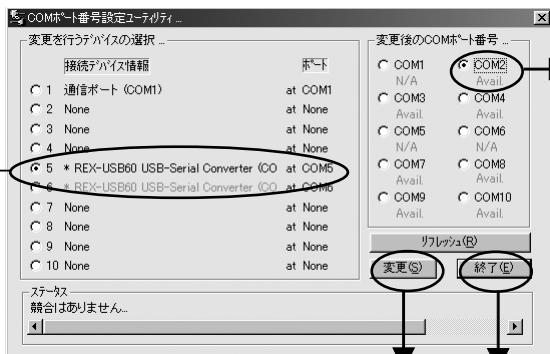 COMポート番号設定ユーティリティ ...
変更を行うデバイスの選択 ...
接続デバイス情報 ポート
1 通信ポート (COM1) at COM1
2 None at None
3 None at None
4 None at None
5 * REX-USB60 USB-Serial Converter (CO at COM5
6 * REX-USB60 USB-Serial Converter (CO at COM6
7 None at None
8 None at None
9 None at None
10 None at None
変更後のCOMポート番号 ...
COM1 COM2
N/A Avail.
COM3 COM4
Avail. Avail.
COM5 COM6
N/A N/A
COM7 COM8
Avail. Avail.
COM9 COM10
Avail. Avail.
リフレッシュ(R)
変更(S) 終了(E)
ステータス
競合はありません...